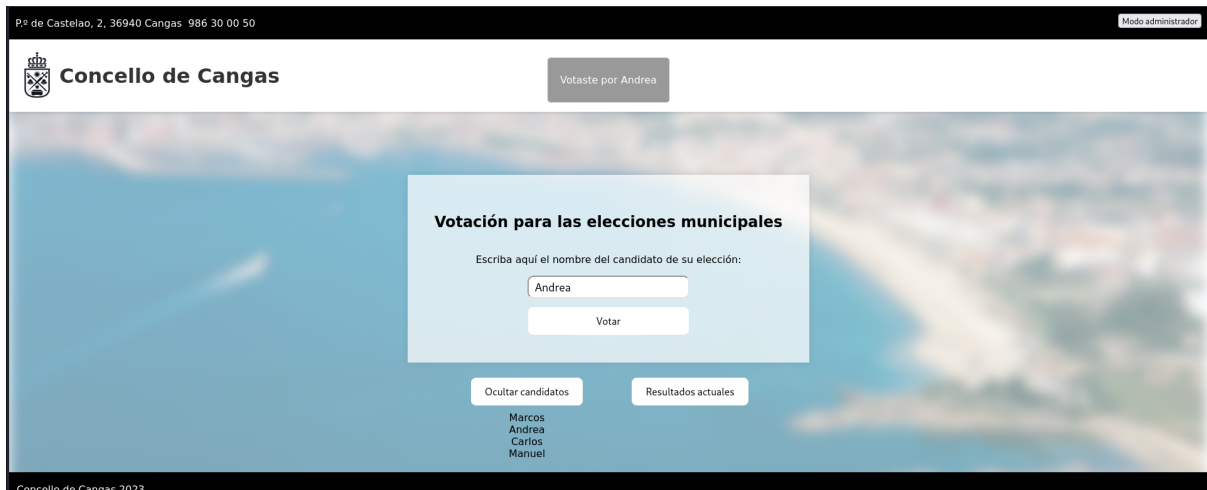 P.º de Castelao, 2, 36940 Cangas 986 30 00 50
Modo administrador
Concello de Cangas
Votaste por Andrea
Votación para las elecciones municipales
Escriba aquí el nombre del candidato de su elección:
Andrea
Votar
Ocultar candidatos
Resultados actuales
Marcos
Andrea
Carlos
Manuel
Concello de Cangas 2023